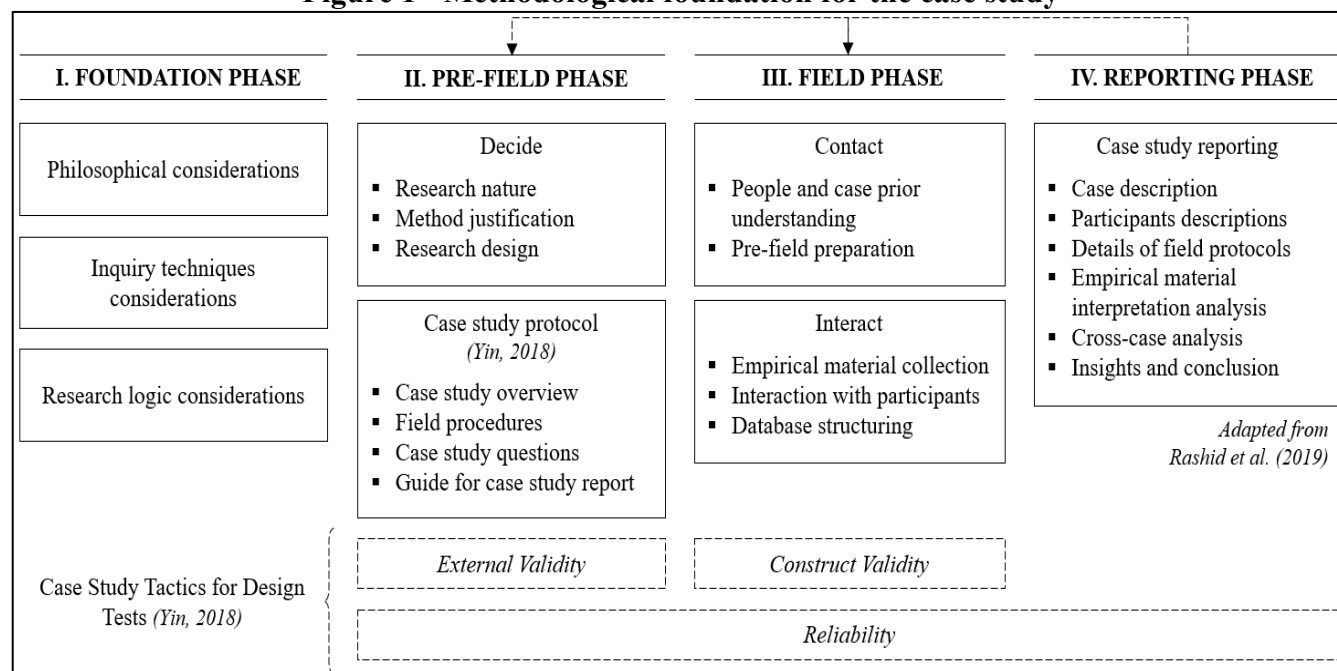 Figure 1 - Methodological foundation for the case study
I. FOUNDATION PHASE
Philosophical considerations
Inquiry techniques
considerations
Research logic considerations
II. PRE-FIELD PHASE
Decide
▪ Research nature
▪ Method justification
▪ Research design
Case study protocol
(Yin, 2018)
▪ Case study overview
▪ Field procedures
▪ Case study questions
▪ Guide for case study report
III. FIELD PHASE
Contact
▪ People and case prior
understanding
▪ Pre-field preparation
Interact
▪ Empirical material collection
▪ Interaction with participants
▪ Database structuring
IV. REPORTING PHASE
Case study reporting
▪ Case description
▪ Participants descriptions
▪ Details of field protocols
▪ Empirical material
interpretation analysis
▪ Cross-case analysis
▪ Insights and conclusion
Adapted from
Rashid et al. (2019)
Case Study Tactics for Design
Tests (Yin, 2018)
External Validity
Construct Validity
Reliability